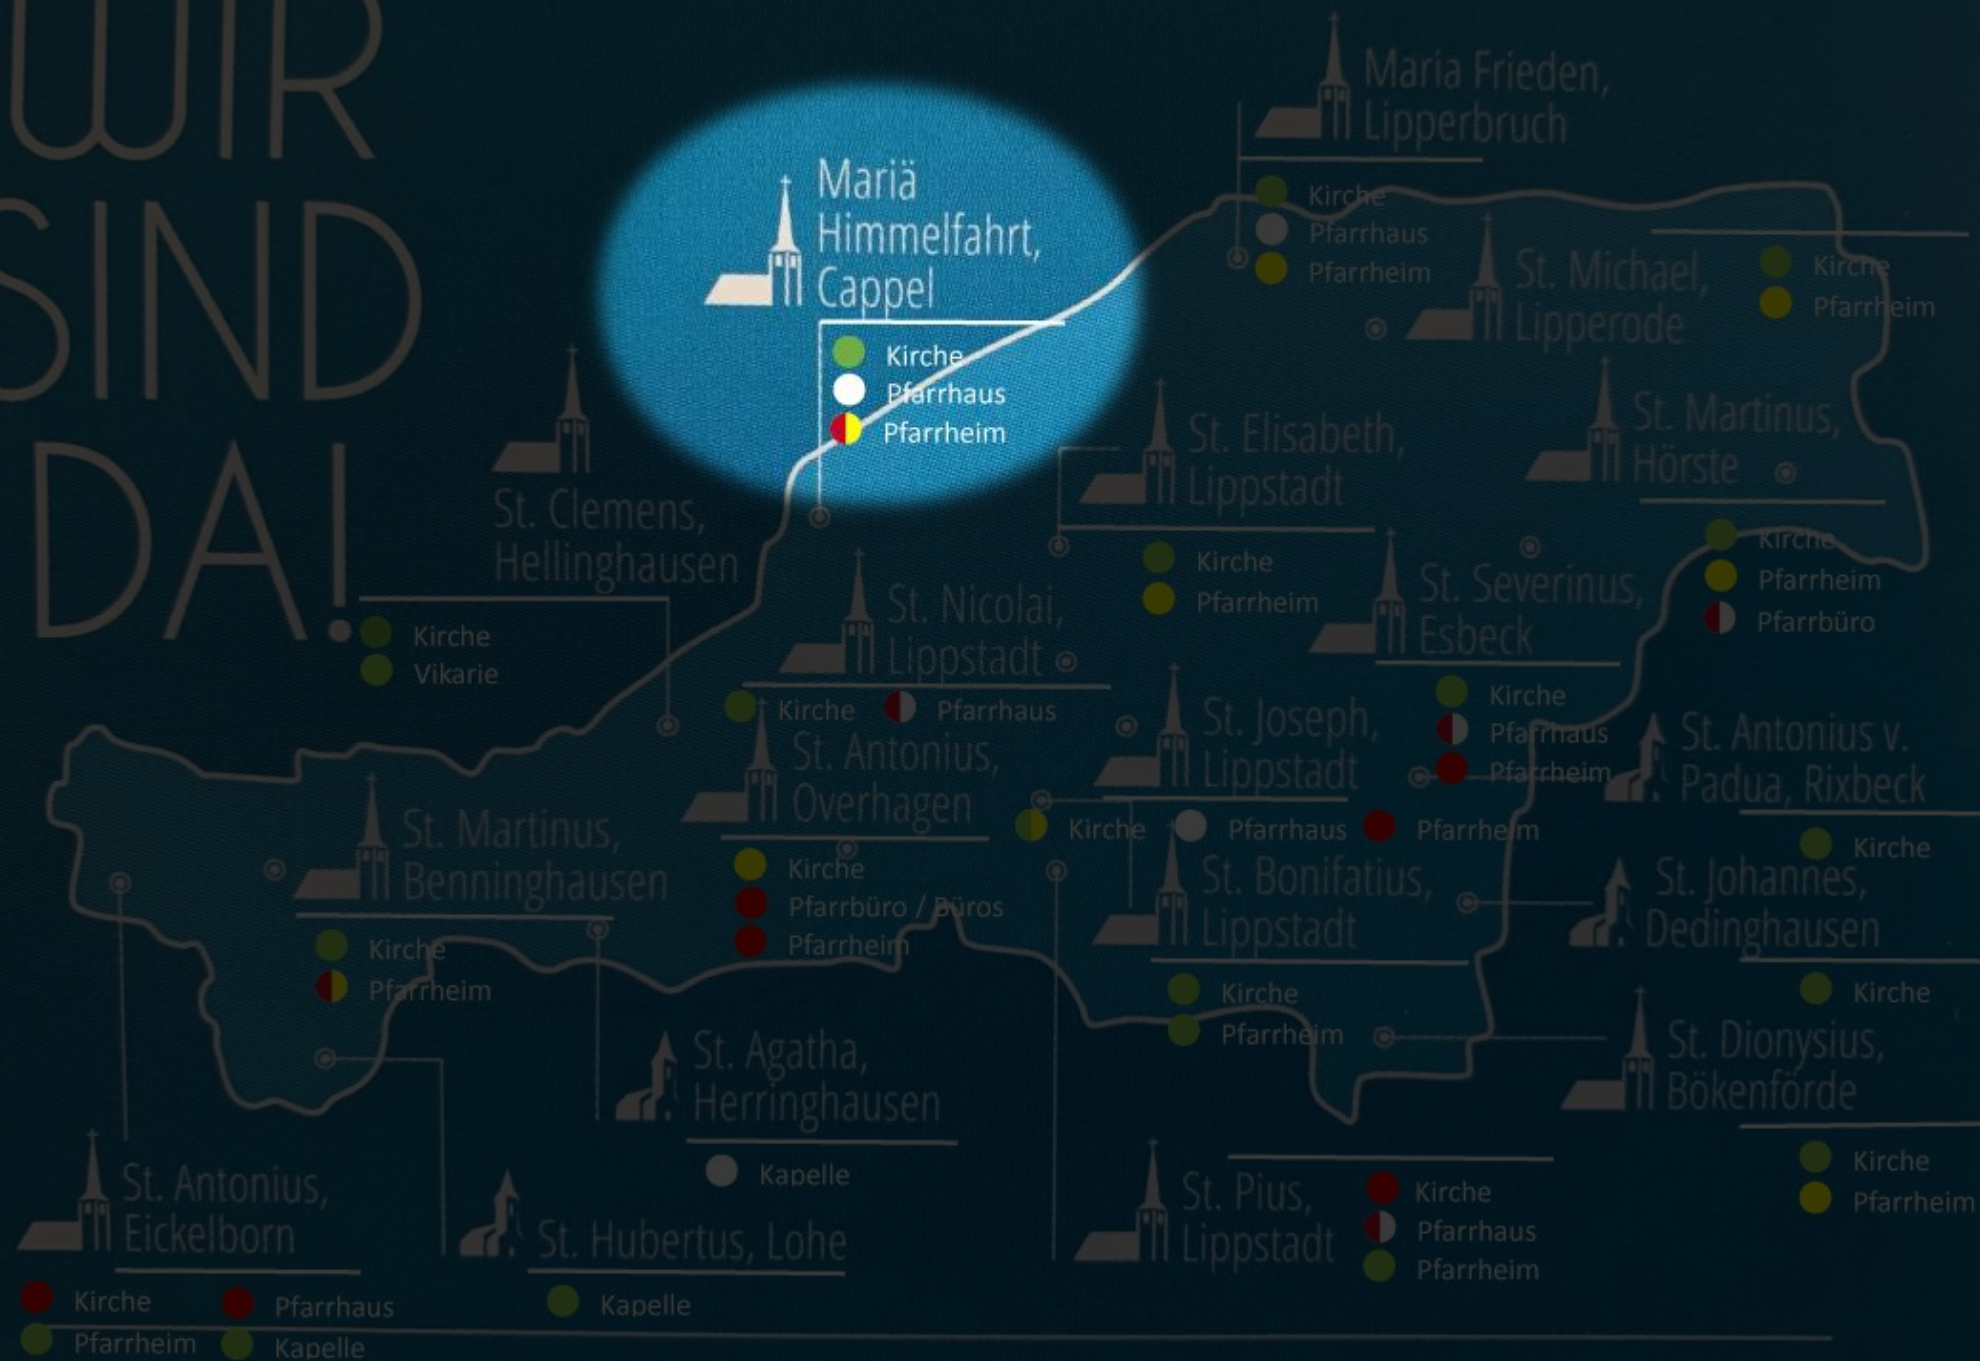 WIR
SIND
DA!
Maria Frieden,
Lipperbruch
Kirche
Pfarrhaus
Pfarrheim
Mariä
Himmelfahrt,
Cappel
Kirche
Pfarrhaus
Pfarrheim
St. Michael,
Lipperode
Kirche
Pfarrheim
St. Clemens,
Hellinghausen
Kirche
Vikarie
St. Elisabeth,
Lippstadt
Kirche
Pfarrheim
St. Martinus,
Hörste
Kirche
Pfarrheim
Pfarrbüro
St. Nicolai,
Lippstadt
Kirche Pfarrhaus
St. Severinus,
Esbeck
Kirche
Pfarrhaus
Pfarrheim
St. Antonius,
Overhagen
Kirche
Pfarrbüro / Büros
Pfarrheim
St. Joseph,
Lippstadt
Kirche Pfarrhaus Pfarrheim
St. Antonius v.
Padua, Rixbeck
Kirche
St. Martinus,
Benninghausen
Kirche
Pfarrheim
St. Bonifatius,
Lippstadt
Kirche
Pfarrheim
St. Johannes,
Dedinghausen
Kirche
St. Agatha,
Herringhausen
Kapelle
St. Dionysius,
Bökenförde
Kirche
Pfarrheim
St. Antonius,
Eickelborn
Kirche Pfarrhaus
Pfarrheim Kapelle
St. Hubertus, Lohe
Kapelle
St. Pius,
Lippstadt
Kirche
Pfarrhaus
Pfarrheim